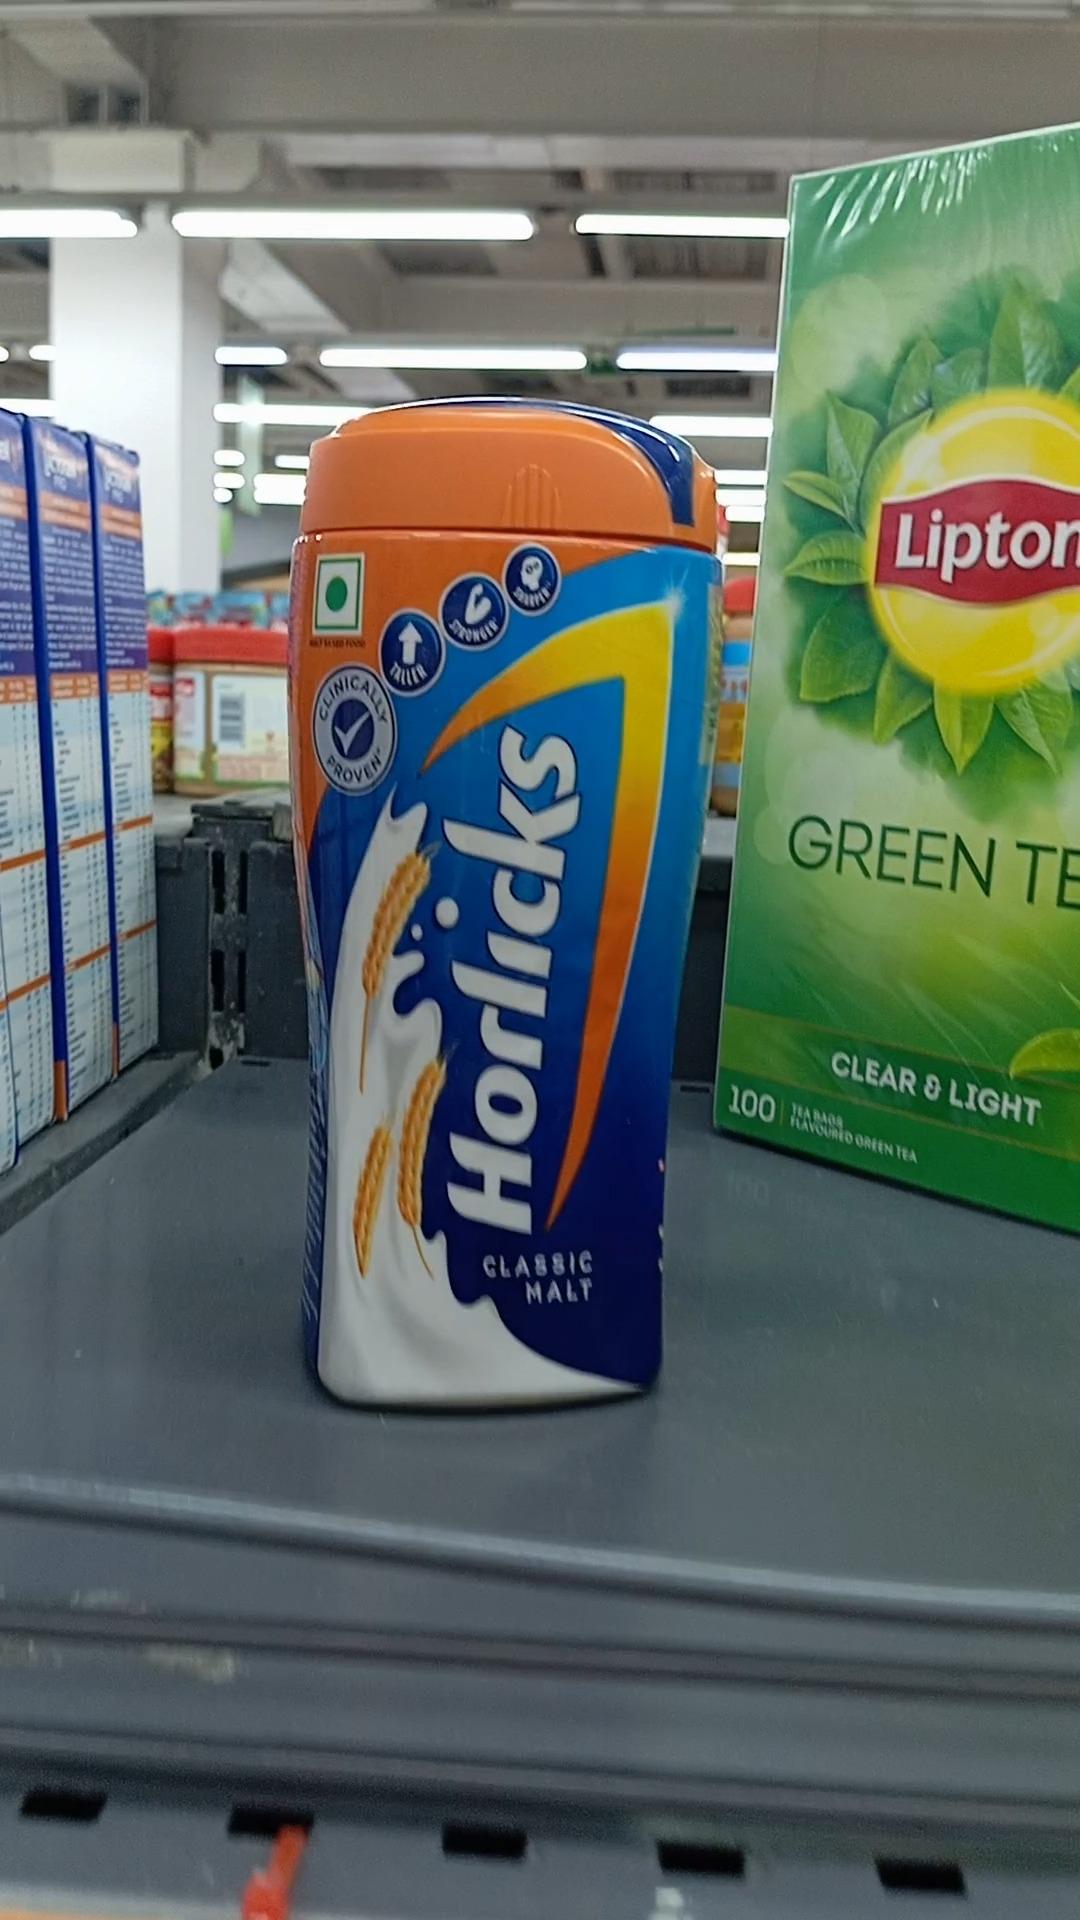 MALT BASED FOOD
TALLER
STRONGER*
SHARPER*
CLINICALLY
PROVEN*
Horlicks
CLASSIC
MALT
Lipton
GREEN TE
CLEAR & LIGHT
100
TEA BAGS
FLAVOURED GREEN TEA